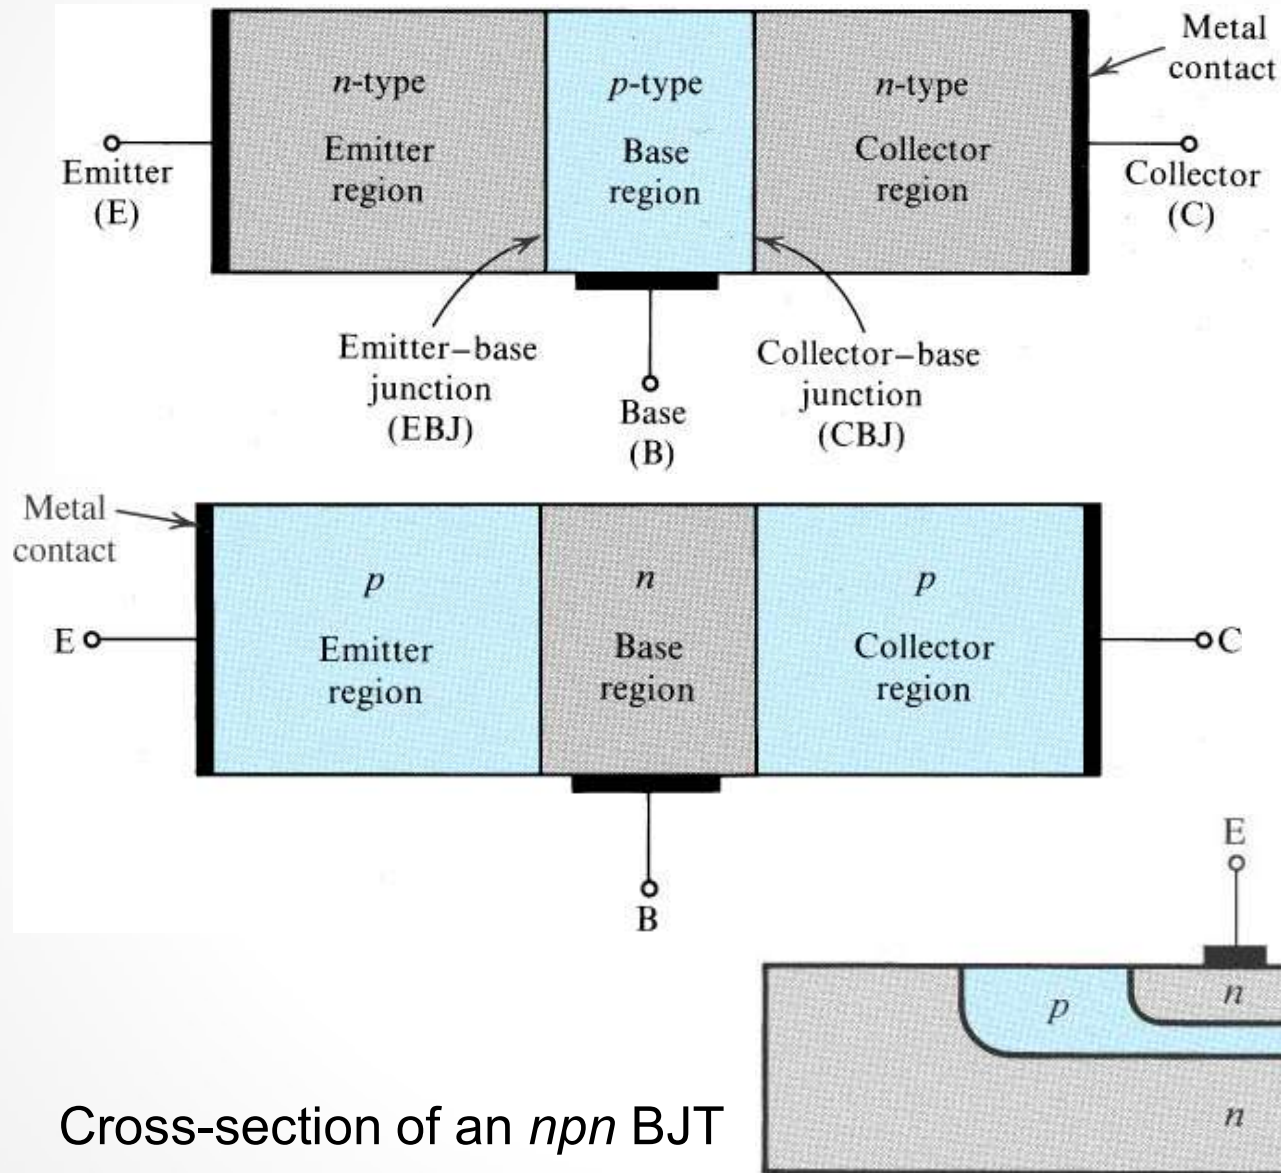 Metal
contact
n-type
Emitter
region
p-type
Base
region
n-type
Collector
region
Emitter
(E)
Collector
(C)
Emitter–base
junction
(EBJ)
Base
(B)
Collector–base
junction
(CBJ)
Metal
contact
p
Emitter
region
n
Base
region
p
Collector
region
E
C
B
E
p
n
n
Cross-section of an npn BJT